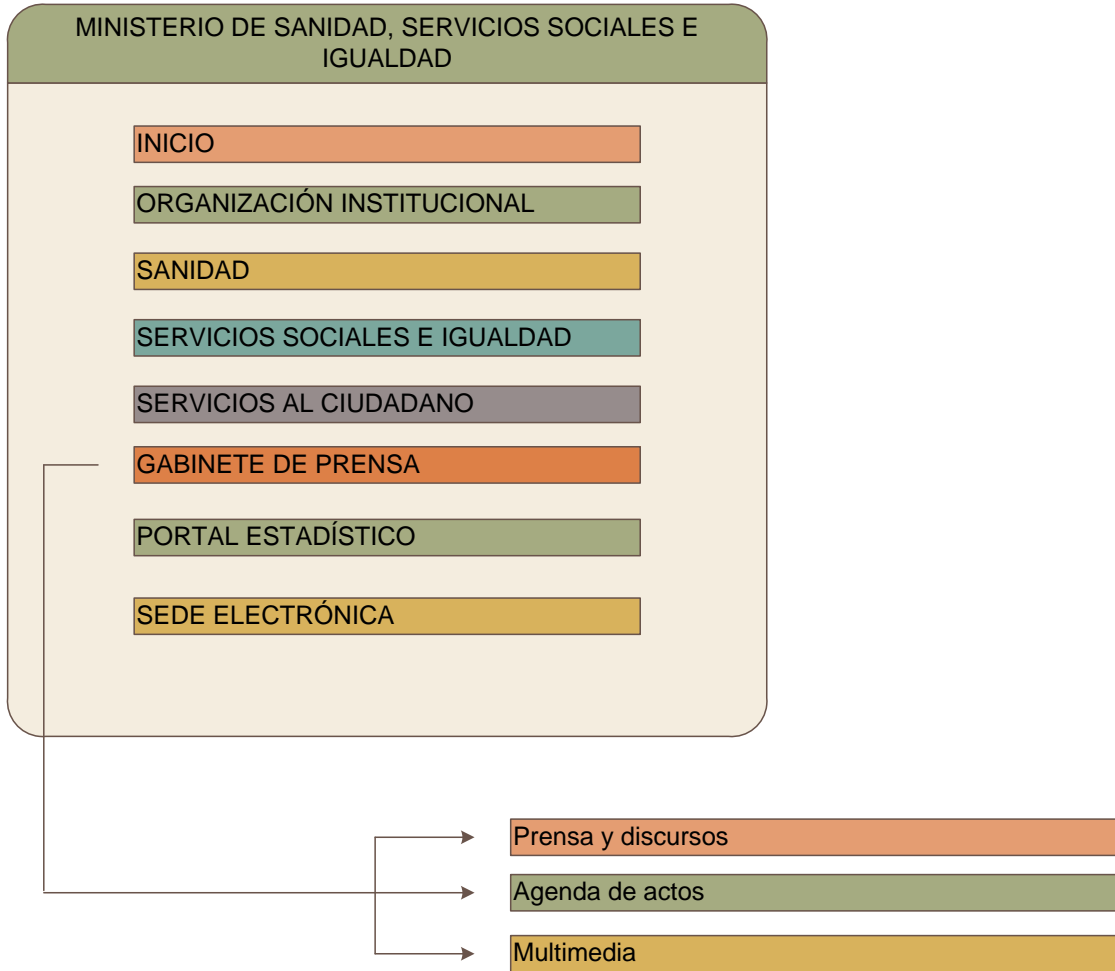 MINISTERIO DE SANIDAD, SERVICIOS SOCIALES E
IGUALDAD
INICIO
ORGANIZACIÓN INSTITUCIONAL
SANIDAD
SERVICIOS SOCIALES E IGUALDAD
SERVICIOS AL CIUDADANO
GABINETE DE PRENSA
PORTAL ESTADÍSTICO
SEDE ELECTRÓNICA
Prensa y discursos
Agenda de actos
Multimedia